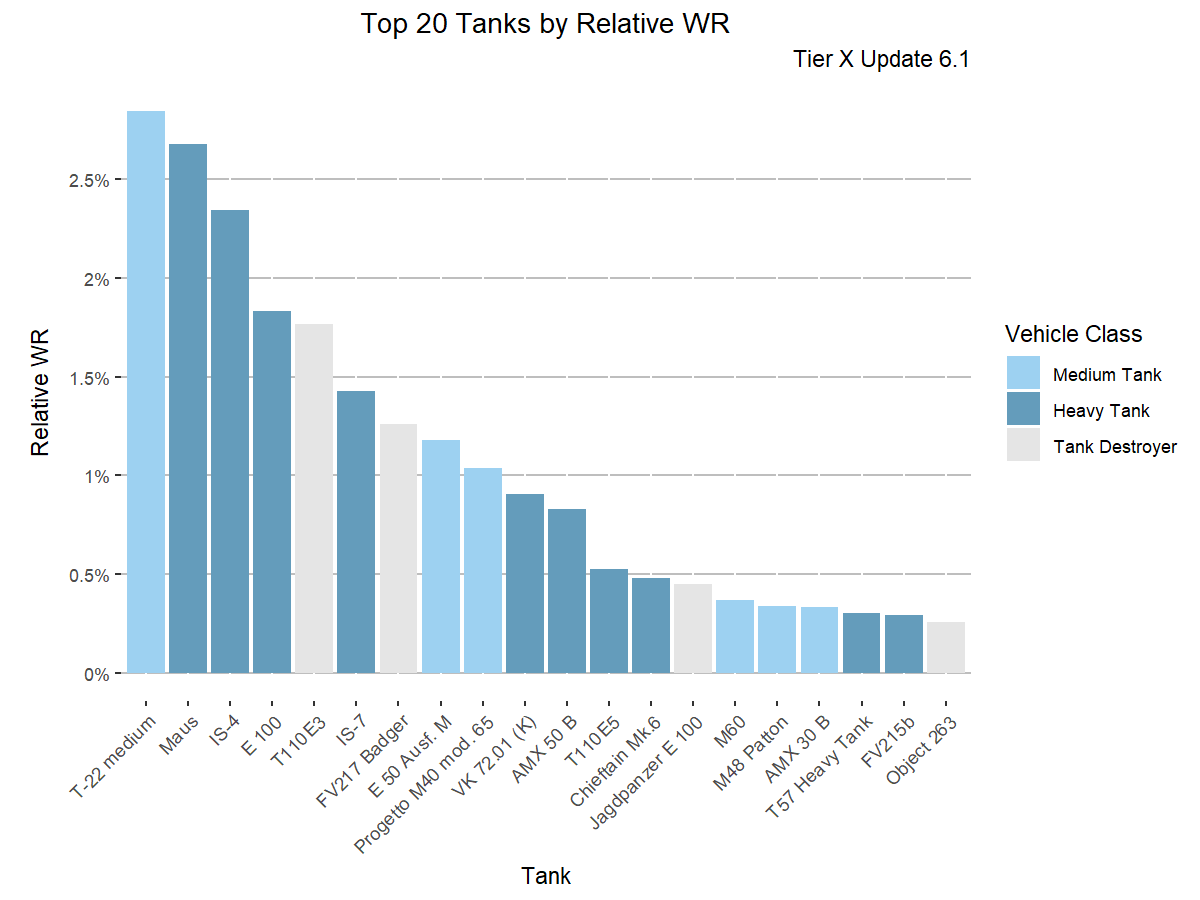 Top 20 Tanks by Relative WR
Tier X Update 6.1
Relative WR
2.5%
2%
1.5%
1%
0.5%
0%
T-22 medium
Maus
IS-4
E 100
T110E3
IS-7
FV217 Badger
E 50 Ausf. M
Progetto M40 mod. 65
VK 72.01 (K)
AMX 50 B
T110E5
Chieftain Mk.6
Jagdpanzer E 100
M60
M48 Patton
AMX 30 B
T57 Heavy Tank
FV215b
Object 263
Tank
Vehicle Class
Medium Tank
Heavy Tank
Tank Destroyer